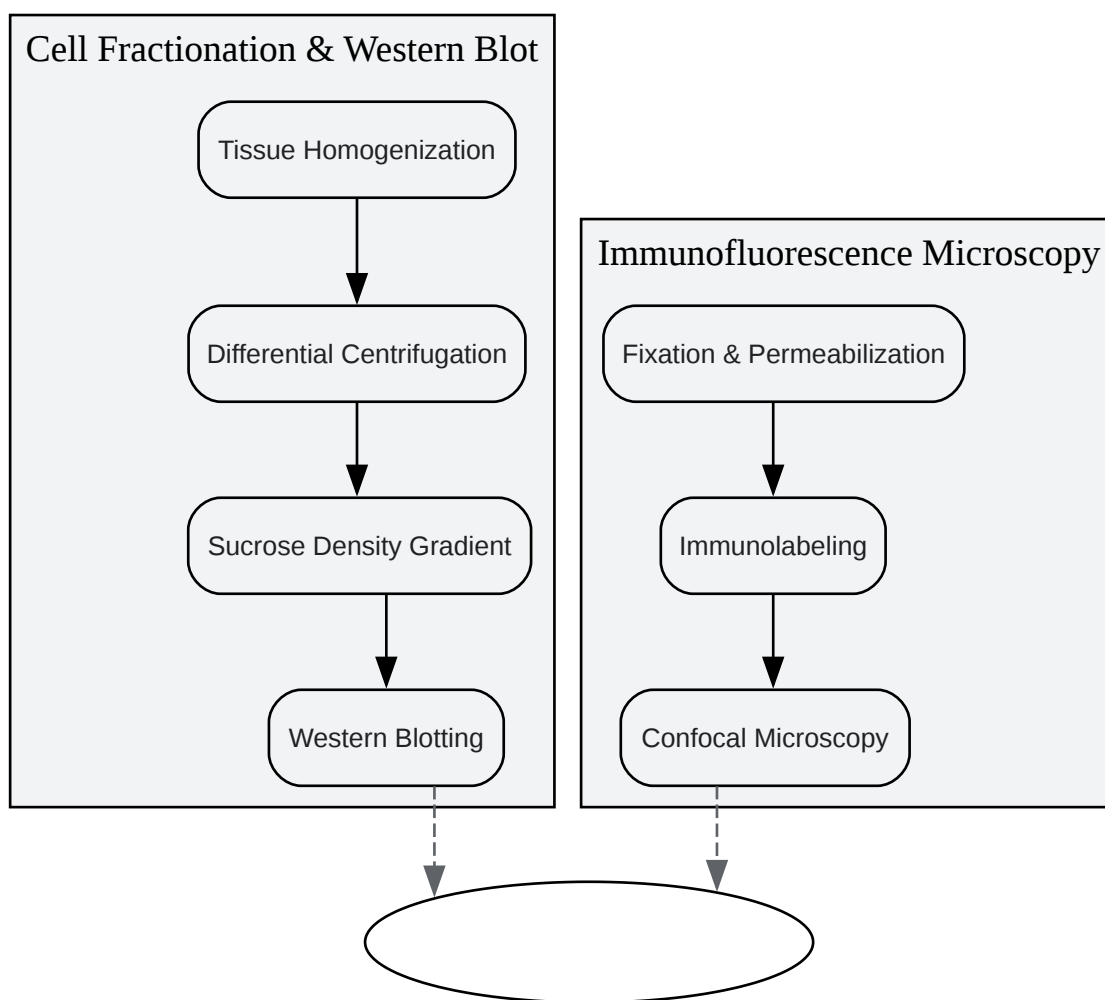 Cell Fractionation & Western Blot
Tissue Homogenization
Differential Centrifugation
Sucrose Density Gradient
Western Blotting
Immunofluorescence Microscopy
Fixation & Permeabilization
Immunolabeling
Confocal Microscopy